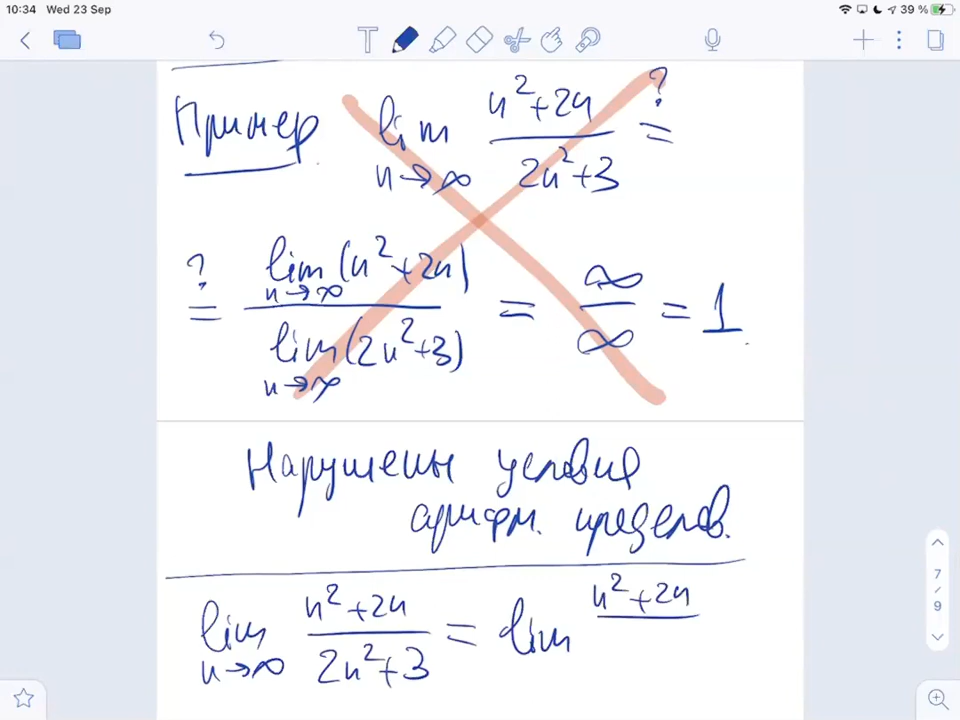 10:34 Wed 23 Sep
39 %
T
Пример lim n→∞ (n²+2n)/(2n²+3) =?
?= lim n→∞ (n²+2n) / lim n→∞ (2n²+3) = ∞/∞ = 1
Нарушены условия
арифм. пределов.
lim n→∞ (n²+2n)/(2n²+3) = lim n²+2n
7
/
9